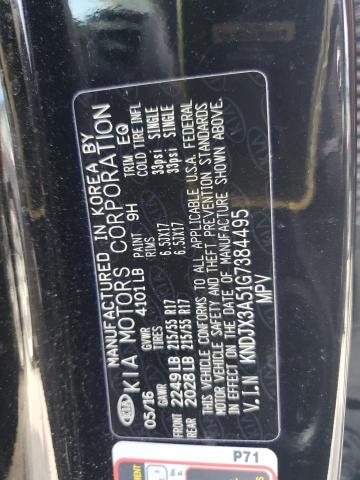 MANUFACTURED IN KOREA BY
KIA KIA MOTORS CORPORATION
05/16 GVWR 4101LB PAINT 9H TRIM EQ
GAWR TIRES RIMS COLD TIRE INFL
FRONT 2249LB 215/55 R17 6.5JX17 33psi SINGLE
REAR 2028LB 215/55 R17 6.5JX17 33psi SINGLE
THIS VEHICLE CONFORMS TO ALL APPLICABLE U.S.A. FEDERAL
MOTOR VEHICLE SAFETY AND THEFT PREVENTION STANDARDS
IN EFFECT ON THE DATE OF MANUFACTURE SHOWN ABOVE.
V.I.N KNDJX3A51G7384495
MPV
P71